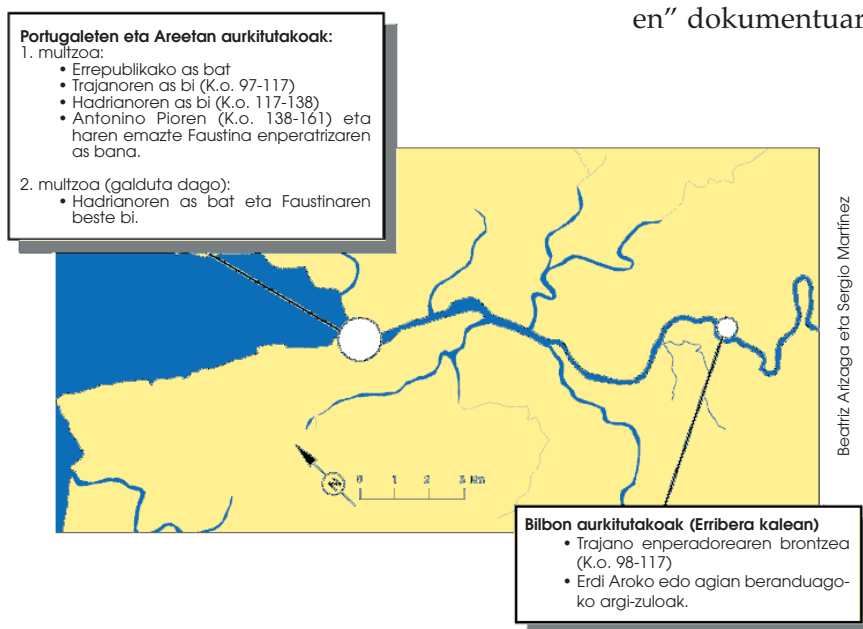 en” dokumentuar
Portugaleten eta Areetan aurkitutakoak:
1. multzoa:
• Errepublikako as bat
• Trajanoren as bi (K.o. 97-117)
• Hadrianoren as bi (K.o. 117-138)
• Antonino Pioren (K.o. 138-161) eta
haren emazte Faustina enperatrizaren
as bana.
2. multzoa (galduta dago):
• Hadrianoren as bat eta Faustinaren
beste bi.
Beatriz Arizaga eta Sergio Martínez
0 1 2 3 Km
Bilbon aurkitutakoak (Erribera kalean)
• Trajano enperadorearen brontzea
(K.o. 98-117)
• Erdi Aroko edo agian beranduago-
ko argi-zuloak.